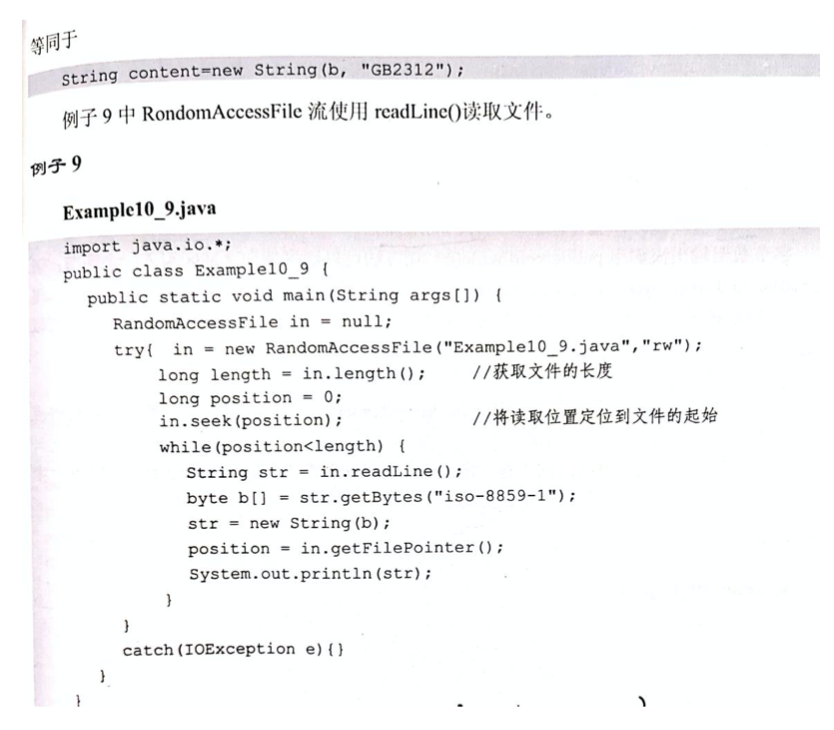 等同于
String content=new String(b, "GB2312");
例子 9 中 RondomAccessFile 流使用 readLine()读取文件。
例子 9
Example10_9.java
import java.io.*;
public class Example10_9 {
public static void main(String args[]) {
RandomAccessFile in = null;
try{ in = new RandomAccessFile("Example10_9.java","rw");
long length = in.length(); //获取文件的长度
long position = 0;
in.seek(position); //将读取位置定位到文件的起始
while(position<length) {
String str = in.readLine();
byte b[] = str.getBytes("iso-8859-1");
str = new String(b);
position = in.getFilePointer();
System.out.println(str);
}
}
catch(IOException e){}
}
}